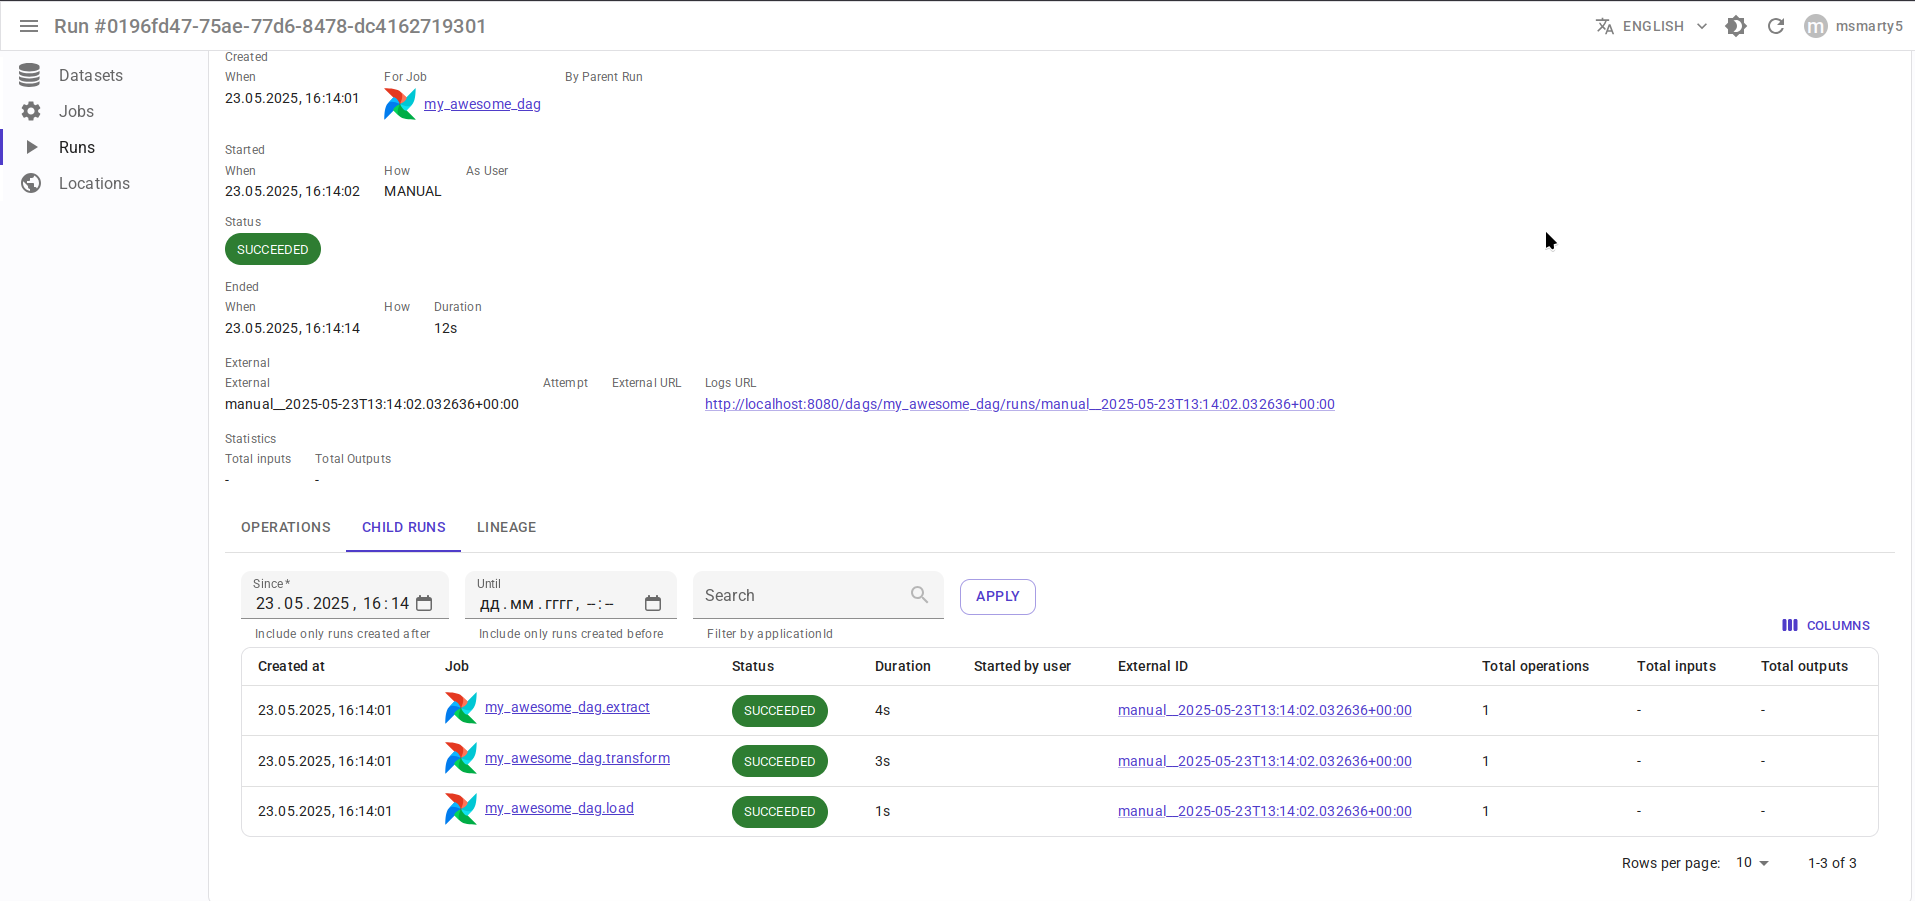 Run #0196fd47-75ae-77d6-8478-dc4162719301
ENGLISH
m msmarty5
Datasets
Jobs
Runs
Locations
Created
When For Job By Parent Run
23.05.2025, 16:14:01 my_awesome_dag
Started
When How As User
23.05.2025, 16:14:02 MANUAL
Status
SUCCEEDED
Ended
When How Duration
23.05.2025, 16:14:14 12s
External
External Attempt External URL Logs URL
manual__2025-05-23T13:14:02.032636+00:00 http://localhost:8080/dags/my_awesome_dag/runs/manual__2025-05-23T13:14:02.032636+00:00
Statistics
Total inputs Total Outputs
- -
OPERATIONS CHILD RUNS LINEAGE
Since* Until
23.05.2025, 16:14 дд.мм.гггг, --:-- Search APPLY
Include only runs created after Include only runs created before Filter by applicationId
COLUMNS
Created at Job Status Duration Started by user External ID Total operations Total inputs Total outputs
23.05.2025, 16:14:01 my_awesome_dag.extract SUCCEEDED 4s manual__2025-05-23T13:14:02.032636+00:00 1 - -
23.05.2025, 16:14:01 my_awesome_dag.transform SUCCEEDED 3s manual__2025-05-23T13:14:02.032636+00:00 1 - -
23.05.2025, 16:14:01 my_awesome_dag.load SUCCEEDED 1s manual__2025-05-23T13:14:02.032636+00:00 1 - -
Rows per page: 10 1-3 of 3